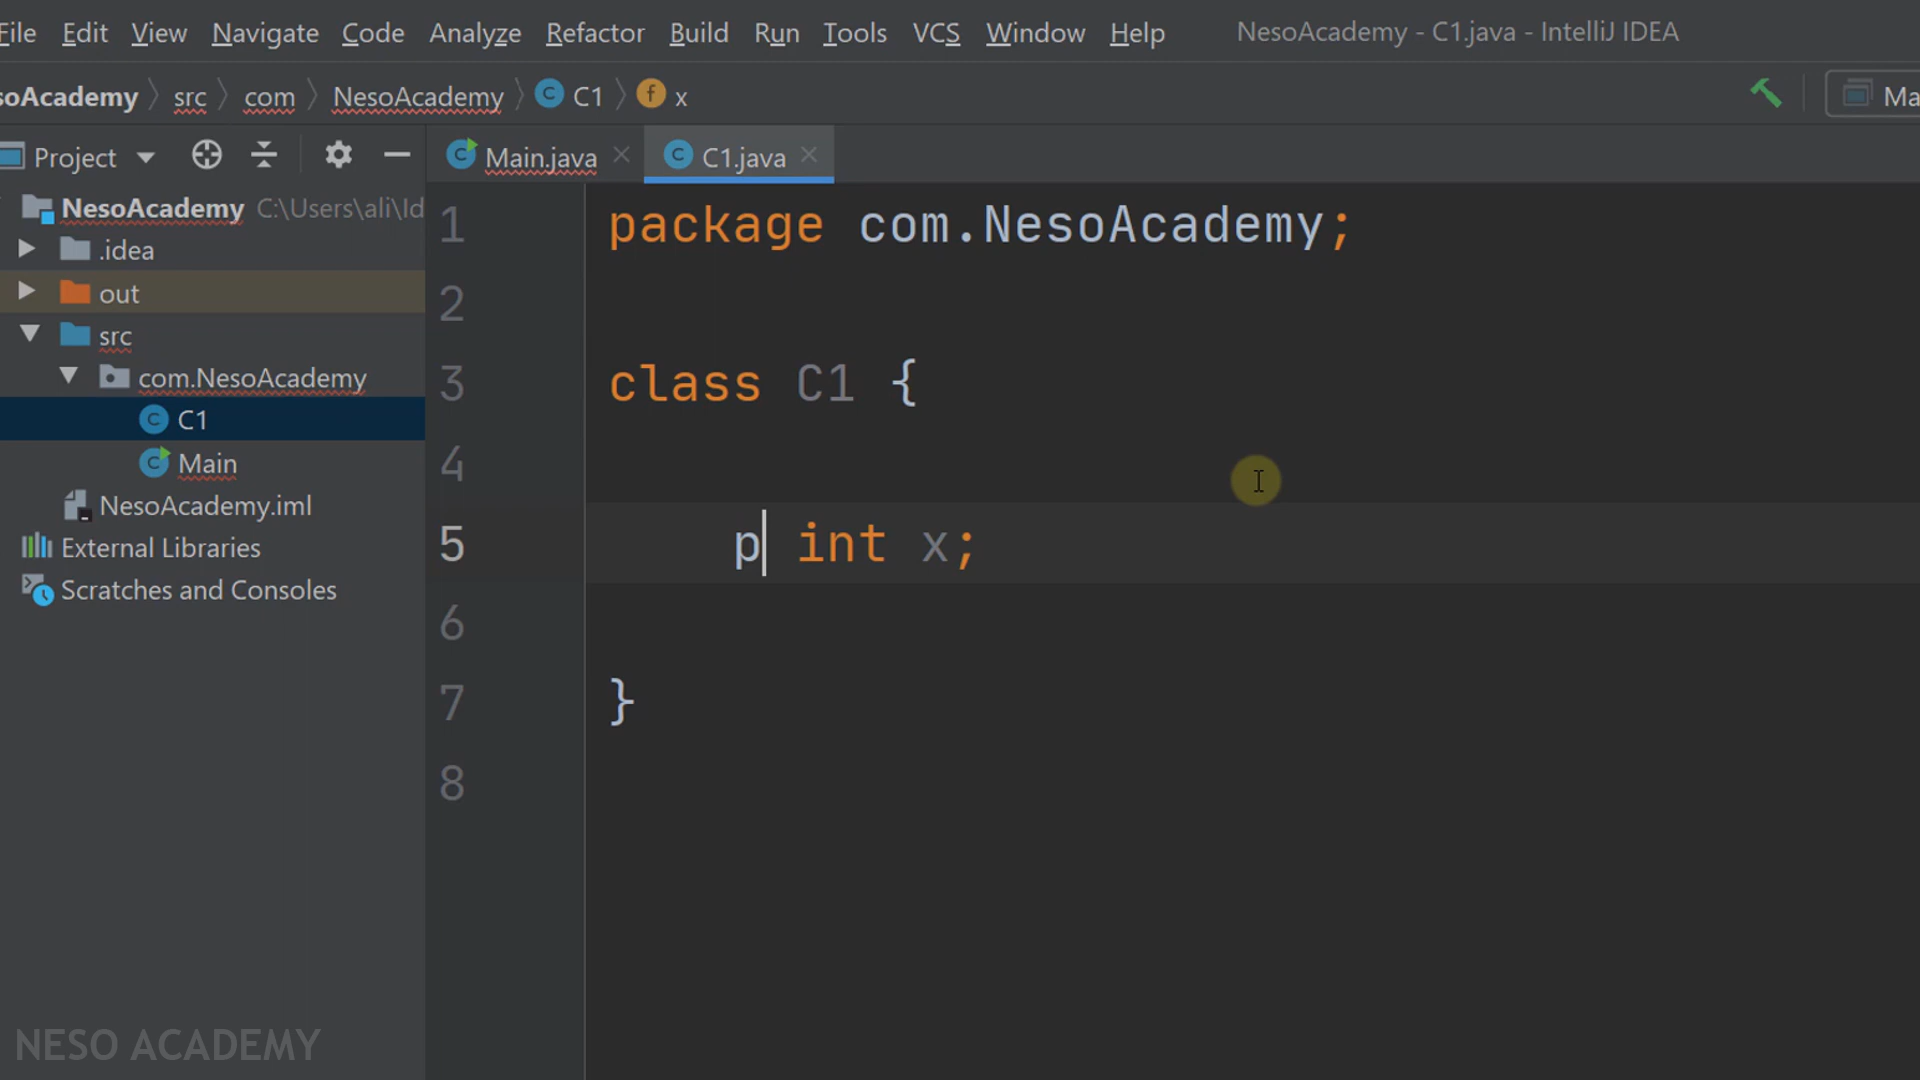 File Edit View Navigate Code Analyze Refactor Build Run Tools VCS Window Help NesoAcademy - C1.java - IntelliJ IDEA
soAcademy src com NesoAcademy C C1 f x Ma
Project C Main.java C C1.java
NesoAcademy C:\Users\ali\Id
.idea
out
src
com.NesoAcademy
C C1
C Main
NesoAcademy.iml
External Libraries
Scratches and Consoles
1 package com.NesoAcademy;
2
3 class C1 {
4
5 p int x;
6
7 }
8
NESO ACADEMY